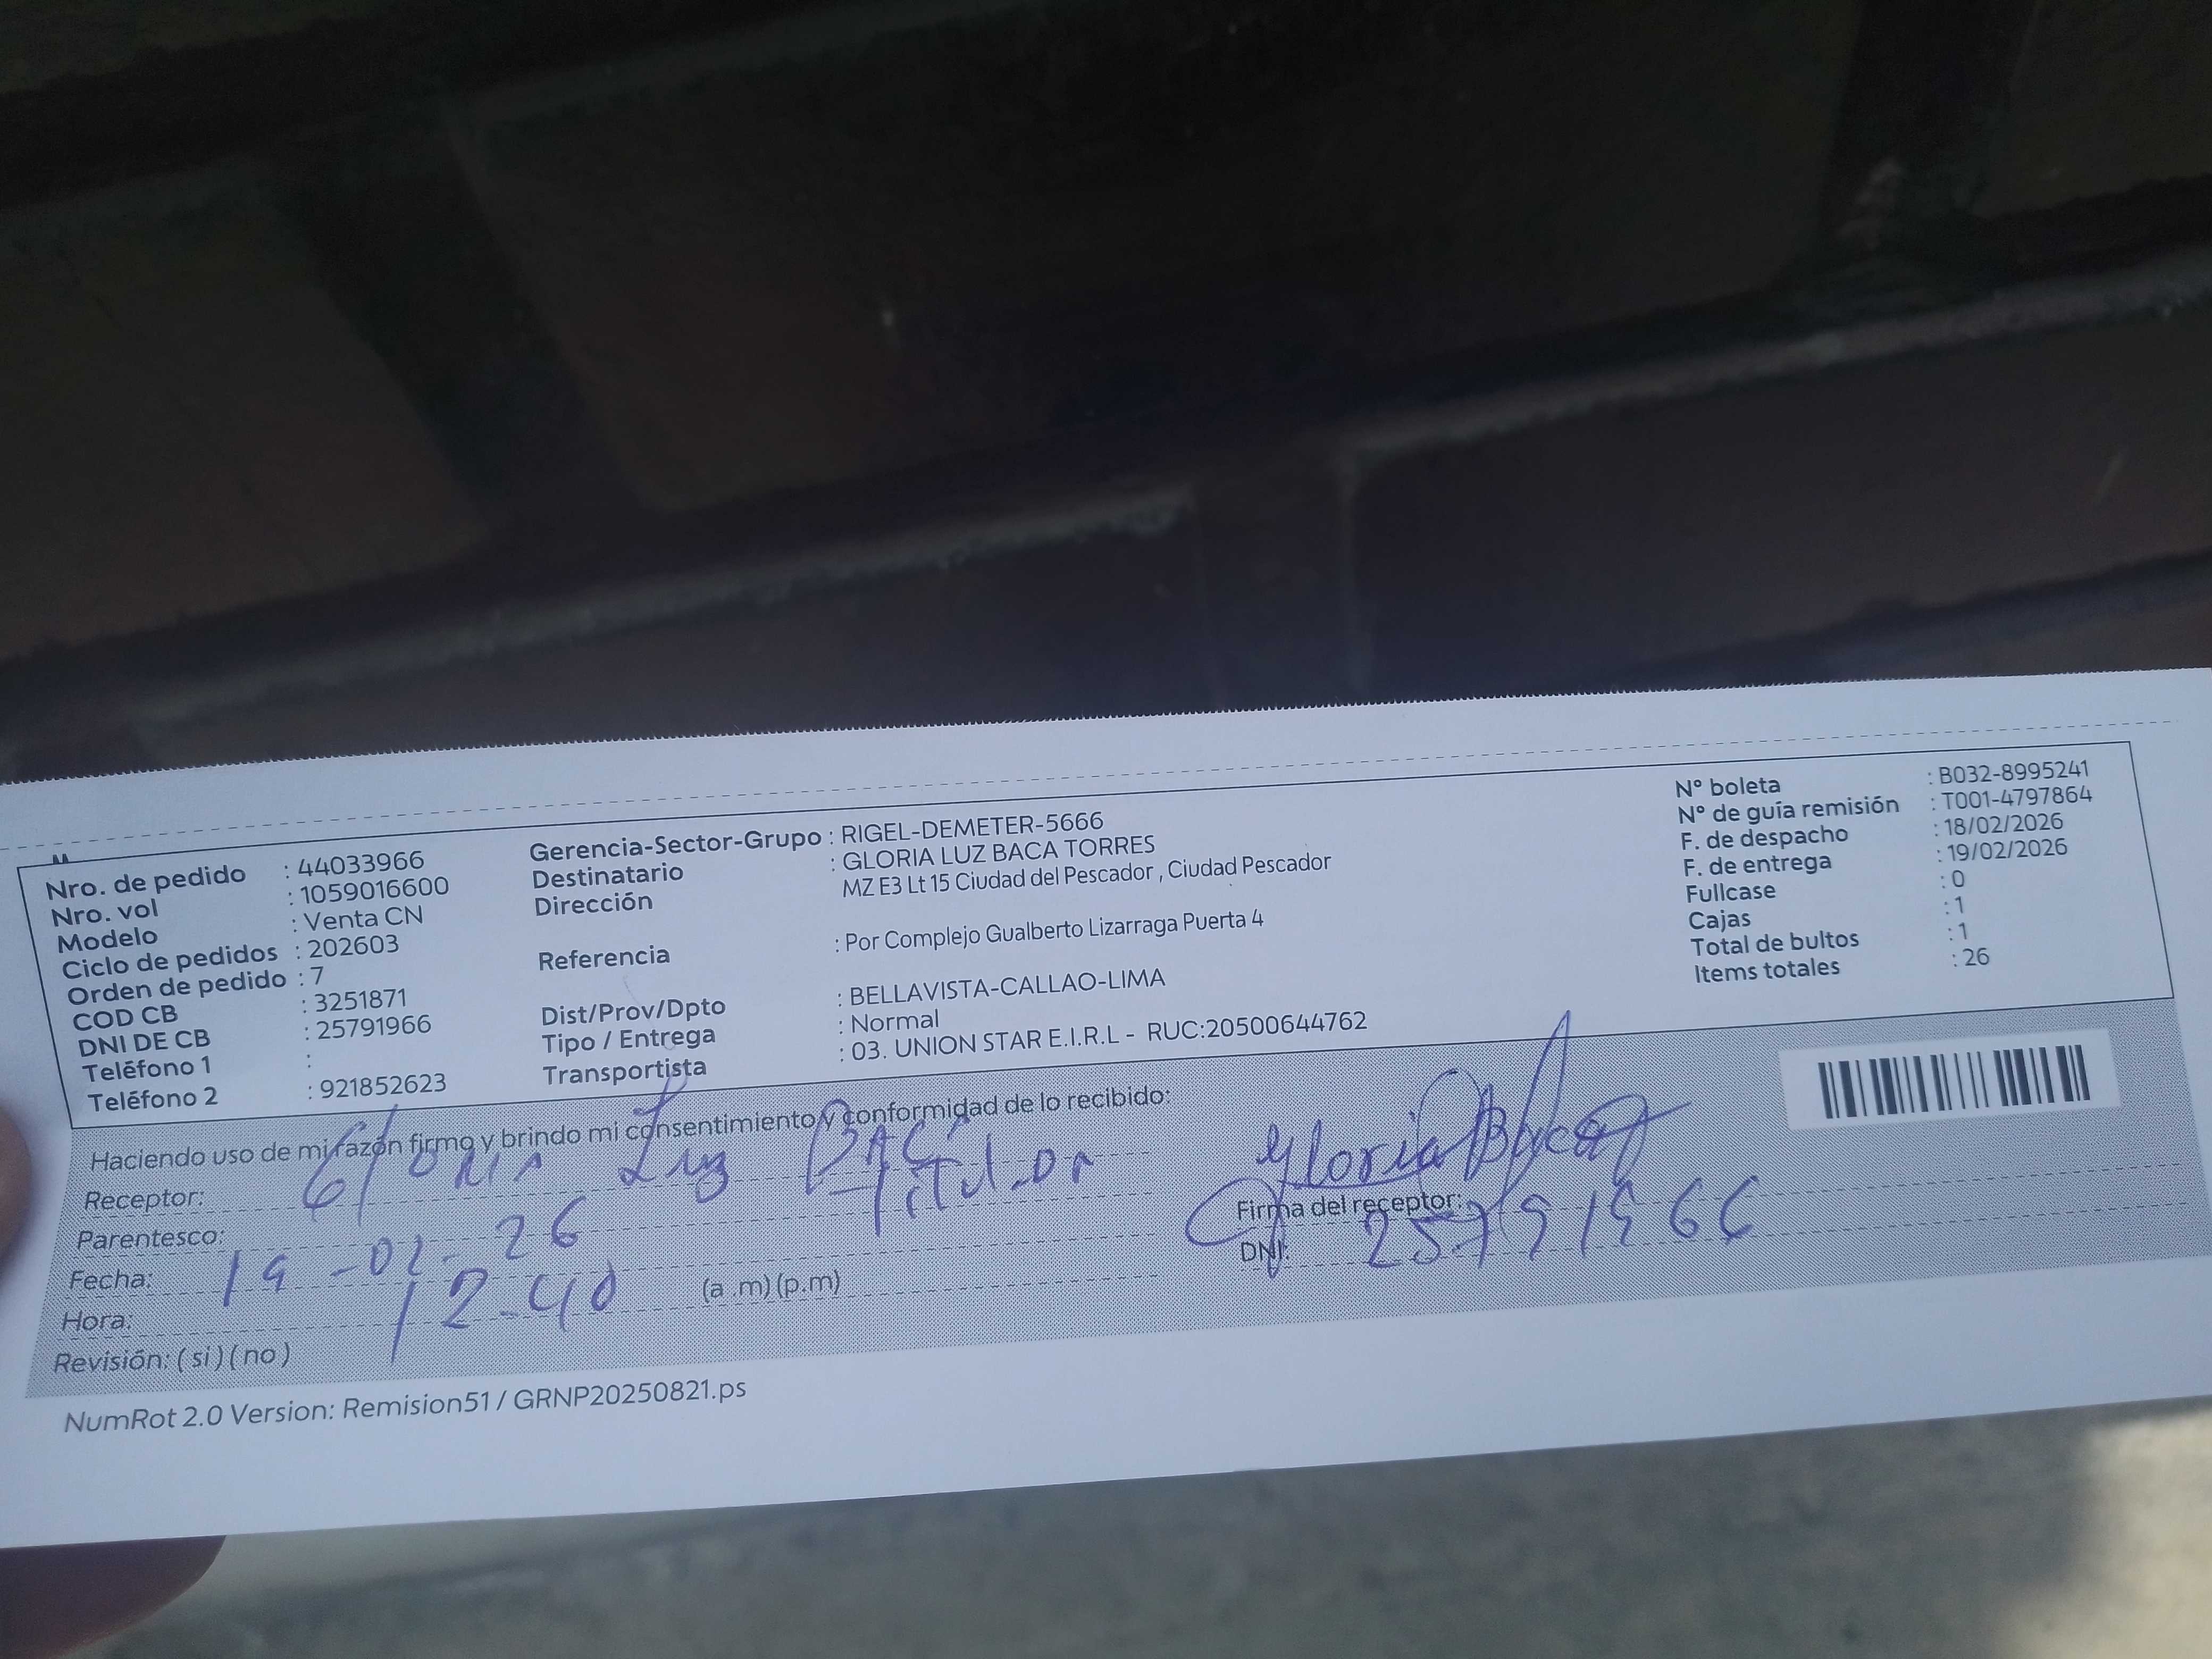 Nro. de pedido : 44033966
Nro. vol : 1059016600
Modelo : Venta CN
Ciclo de pedidos : 202603
Orden de pedido : 7
COD CB : 3251871
DNI DE CB : 25791966
Teléfono 1 :
Teléfono 2 : 921852623
Gerencia-Sector-Grupo : RIGEL-DEMETER-5666
Destinatario : GLORIA LUZ BACA TORRES
Dirección MZ E3 Lt 15 Ciudad del Pescador , Ciudad Pescador
Referencia : Por Complejo Gualberto Lizarraga Puerta 4
Dist/Prov/Dpto : BELLAVISTA-CALLAO-LIMA
Tipo / Entrega : Normal
Transportista : 03. UNION STAR E.I.R.L - RUC:20500644762
N° boleta : B032-8995241
N° de guía remisión : T001-4797864
F. de despacho : 18/02/2026
F. de entrega : 19/02/2026
Fullcase : 0
Cajas : 1
Total de bultos : 1
Items totales : 26
Haciendo uso de mi razón firmo y brindo mi consentimiento y conformidad de lo recibido:
Receptor: Gloria Luz BACA
Parentesco: Titular
Fecha: 19-02-26
Hora: 12-40 (a .m) (p.m)
Revisión: ( si ) ( no )
Gloria Baca
Firma del receptor:
DNI: 25791966
NumRot 2.0 Version: Remision51 / GRNP20250821.ps